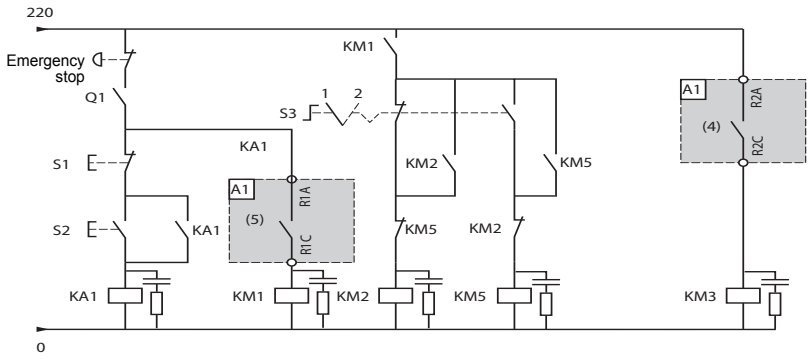 220
Emergency
stop
Q1
KM1
S3
1
2
A1
R2A
(4)
R2C
S1
KA1
KM2
KM5
A1
R1A
(5)
R1C
S2
KA1
KM5
KM2
KA1
KM1
KM2
KM5
KM3
0